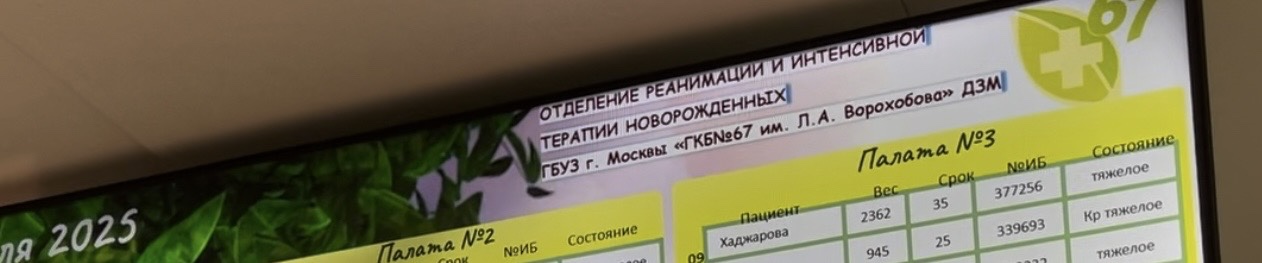 67
ОТДЕЛЕНИЕ РЕАНИМАЦИИ И ИНТЕНСИВНОЙ
ТЕРАПИИ НОВОРОЖДЕННЫХ
ГБУЗ г. Москвы «ГКБ№67 им. Л.А. Ворохобова» ДЗМ
ля 2025
Палата №2
№ИБ Состояние
Палата №3
Пациент Вес Срок №ИБ Состояние
Хаджарова 2362 35 377256 тяжелое
09 945 25 339693 Кр тяжелое
тяжелое